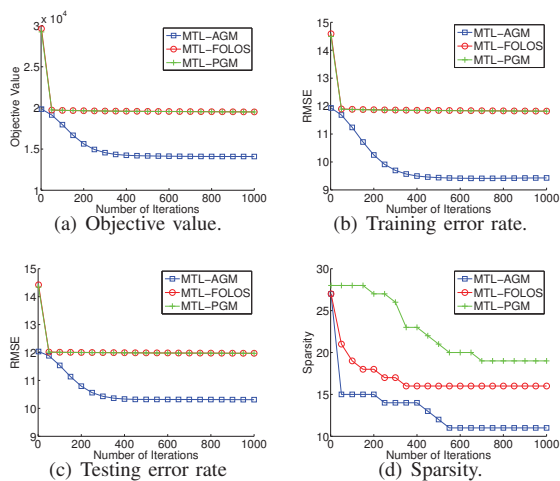 x 10^4
3
2
1
Objective Value
0 200 400 600 800 1000
Number of Iterations
MTL-AGM
MTL-FOLOS
MTL-PGM
(a) Objective value.
15
14
13
12
11
10
9
RMSE
0 200 400 600 800 1000
Number of Iterations
MTL-AGM
MTL-FOLOS
MTL-PGM
(b) Training error rate.
15
14
13
12
11
10
9
RMSE
0 200 400 600 800 1000
Number of Iterations
MTL-AGM
MTL-FOLOS
MTL-PGM
(c) Testing error rate
30
25
20
15
10
Sparsity
0 200 400 600 800 1000
Number of Iterations
MTL-AGM
MTL-FOLOS
MTL-PGM
(d) Sparsity.